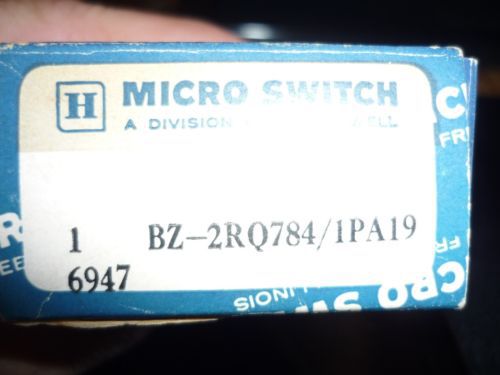 H MICRO SWITCH
A DIVISION
1 BZ-2RQ784/1PA19
6947